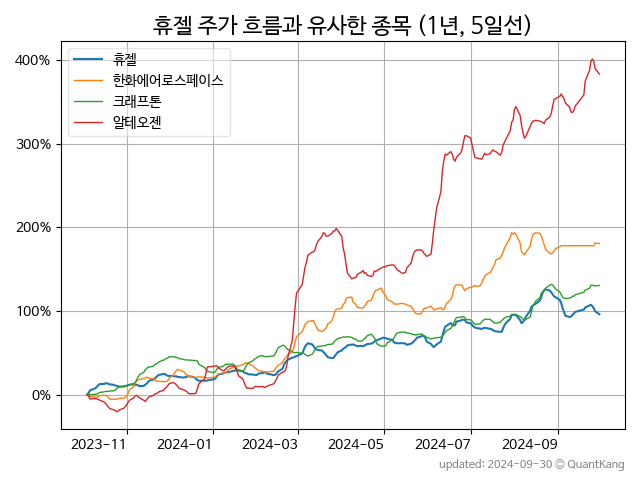 휴젤 주가 흐름과 유사한 종목 (1년, 5일선)
휴젤
한화에어로스페이스
크래프톤
알테오젠
400%
300%
200%
100%
0%
2023-11 2024-01 2024-03 2024-05 2024-07 2024-09
updated: 2024-09-30 © QuantKang